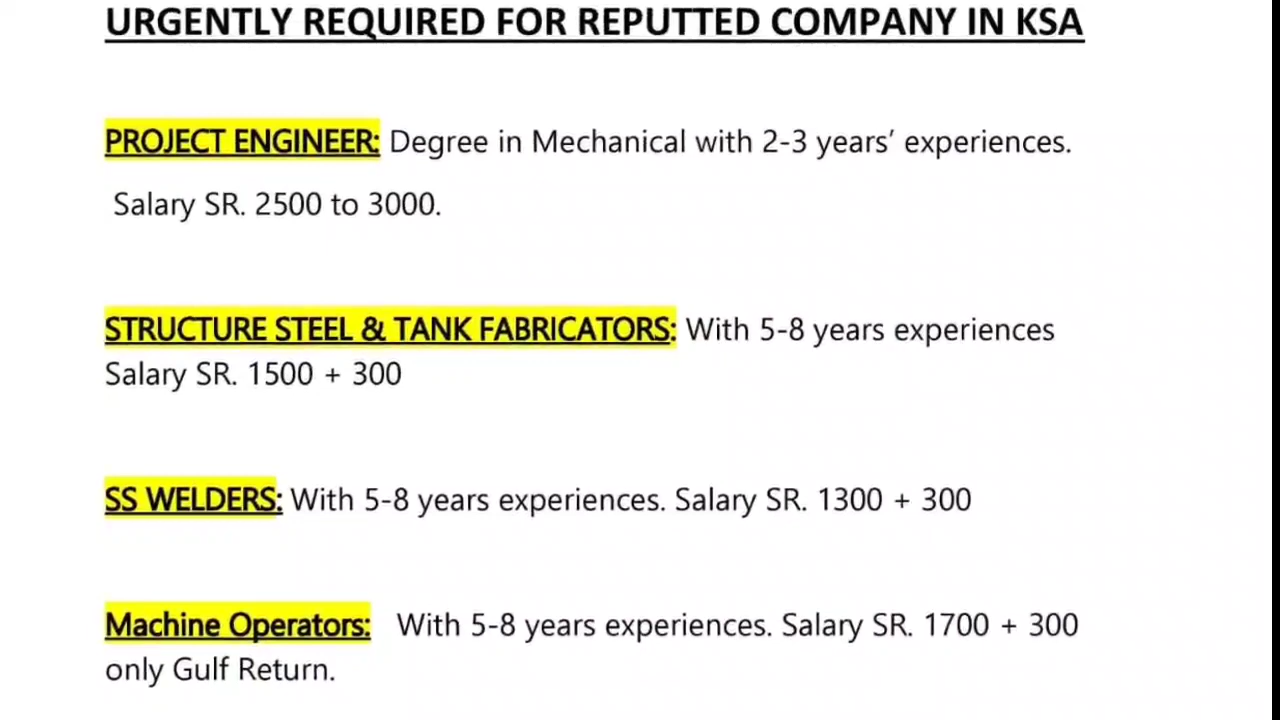 URGENTLY REQUIRED FOR REPUTTED COMPANY IN KSA
PROJECT ENGINEER: Degree in Mechanical with 2-3 years’ experiences.
Salary SR. 2500 to 3000.
STRUCTURE STEEL & TANK FABRICATORS: With 5-8 years experiences
Salary SR. 1500 + 300
SS WELDERS: With 5-8 years experiences. Salary SR. 1300 + 300
Machine Operators: With 5-8 years experiences. Salary SR. 1700 + 300
only Gulf Return.